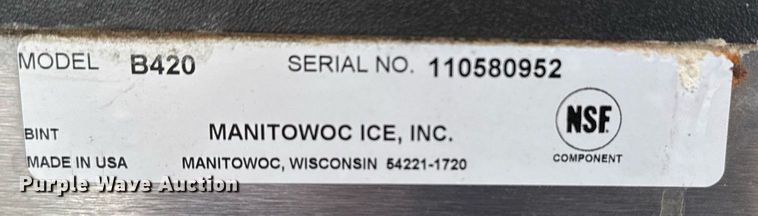 MODEL B420 SERIAL NO. 110580952
BINT MANITOWOC ICE, INC. NSF
MADE IN USA MANITOWOC, WISCONSIN 54221-1720 COMPONENT
Purple Wave Auction